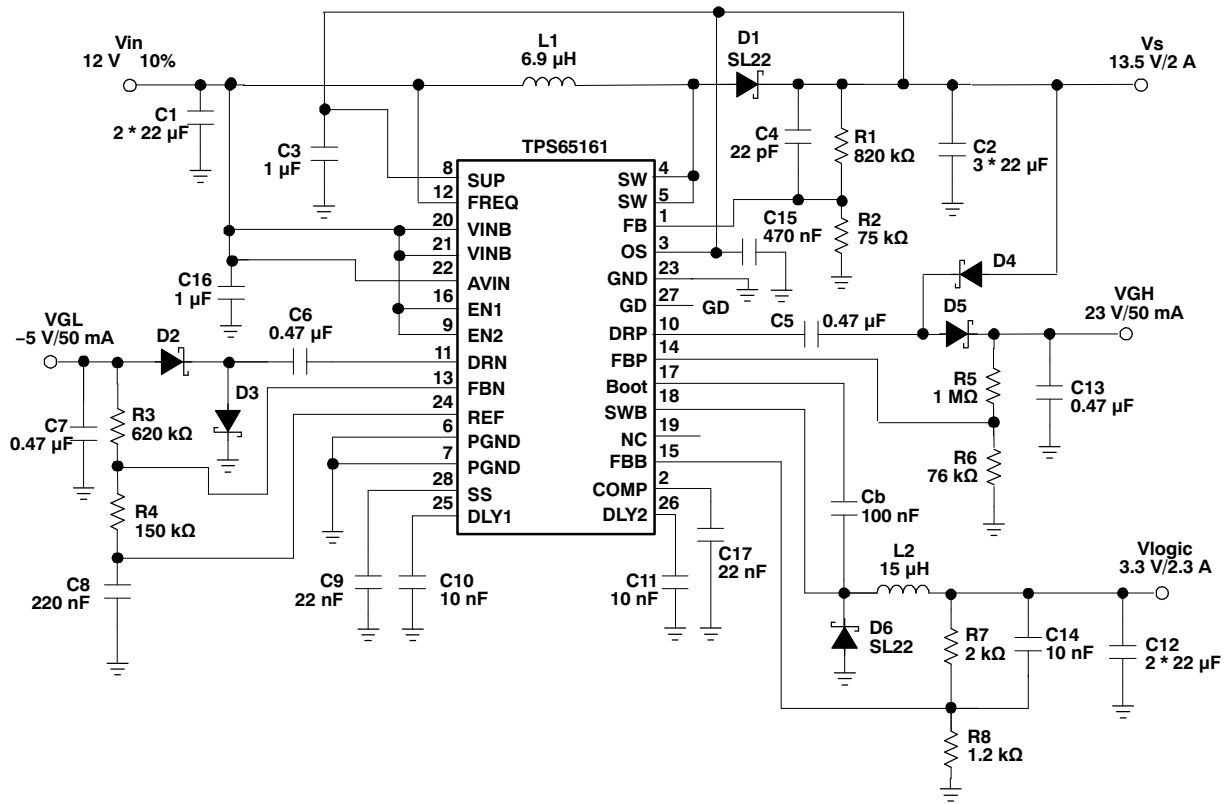 Vin
12 V 10%
L1
6.9 µH
D1
SL22
Vs
13.5 V/2 A
C1
2 * 22 µF
C3
1 µF
TPS65161
C4
22 pF
R1
820 kΩ
C2
3 * 22 µF
8
SUP
12
FREQ
20
VINB
21
VINB
22
AVIN
16
EN1
9
EN2
11
DRN
13
FBN
24
REF
6
PGND
7
PGND
28
SS
25
DLY1
4
SW
5
SW
1
FB
3
OS
23
GND
27
GD
GD
10
DRP
14
FBP
17
Boot
18
SWB
19
NC
15
FBB
2
COMP
26
DLY2
C15
470 nF
R2
75 kΩ
D4
C16
1 µF
VGL
–5 V/50 mA
D2
C6
0.47 µF
D3
C7
0.47 µF
R3
620 kΩ
R4
150 kΩ
C8
220 nF
C9
22 nF
C10
10 nF
C11
10 nF
C17
22 nF
C5
0.47 µF
D5
VGH
23 V/50 mA
R5
1 MΩ
C13
0.47 µF
R6
76 kΩ
Cb
100 nF
L2
15 µH
Vlogic
3.3 V/2.3 A
D6
SL22
R7
2 kΩ
C14
10 nF
C12
2 * 22 µF
R8
1.2 kΩ